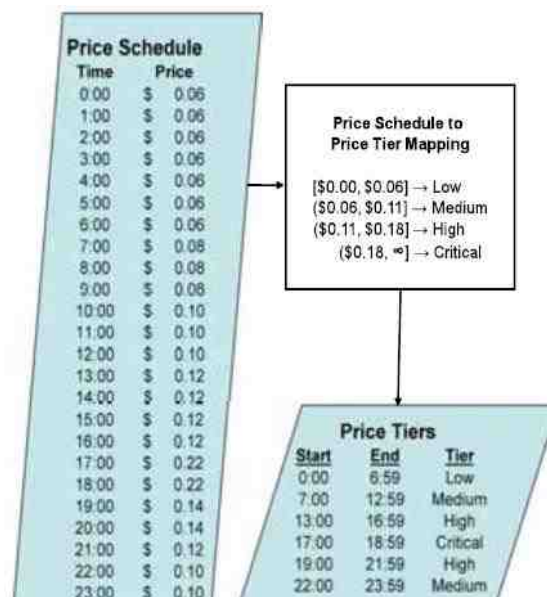 Price Schedule
Time Price
0:00 $ 0.06
1:00 $ 0.06
2:00 $ 0.06
3:00 $ 0.06
4:00 $ 0.06
5:00 $ 0.06
6:00 $ 0.06
7:00 $ 0.08
8:00 $ 0.08
9:00 $ 0.08
10:00 $ 0.10
11:00 $ 0.10
12:00 $ 0.10
13:00 $ 0.12
14:00 $ 0.12
15:00 $ 0.12
16:00 $ 0.12
17:00 $ 0.22
18:00 $ 0.22
19:00 $ 0.14
20:00 $ 0.14
21:00 $ 0.12
22:00 $ 0.10
23:00 $ 0.10
Price Schedule to
Price Tier Mapping
[$0.00, $0.06] → Low
($0.06, $0.11] → Medium
($0.11, $0.18] → High
($0.18, ∞] → Critical
Price Tiers
Start End Tier
0:00 6:59 Low
7:00 12:59 Medium
13:00 16:59 High
17:00 18:59 Critical
19:00 21:59 High
22:00 23:59 Medium